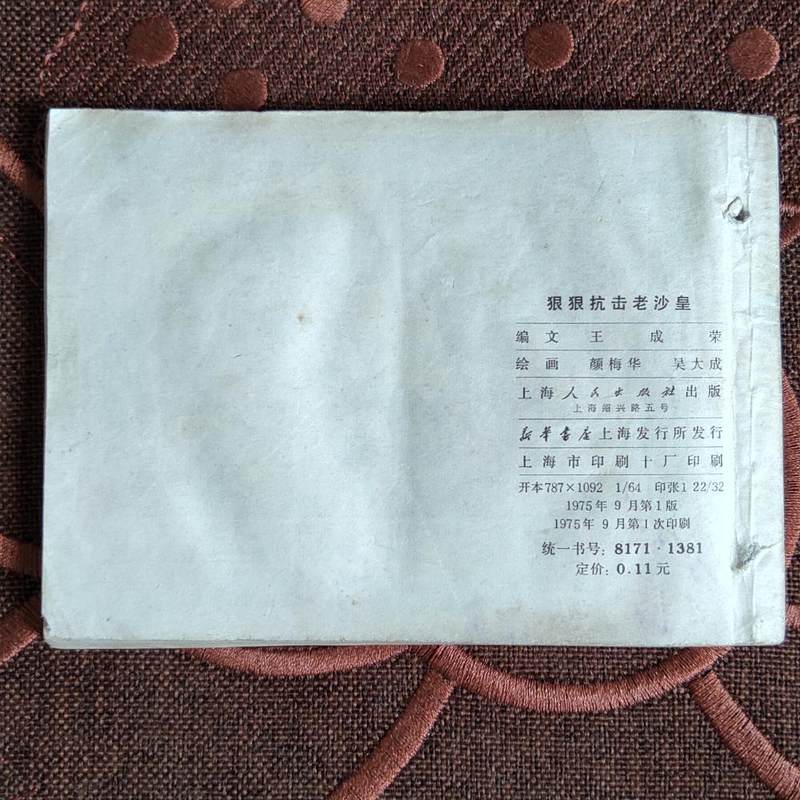 狠狠抗击老沙皇
编文 王成荣
绘画 颜梅华 吴大成
上海人民出版社出版
上海绍兴路五号
新华书店上海发行所发行
上海市印刷十厂印刷
开本787×1092 1/64 印张1 22/32
1975年9月第1版
1975年9月第1次印刷
统一书号：8171·1381
定价：0.11元